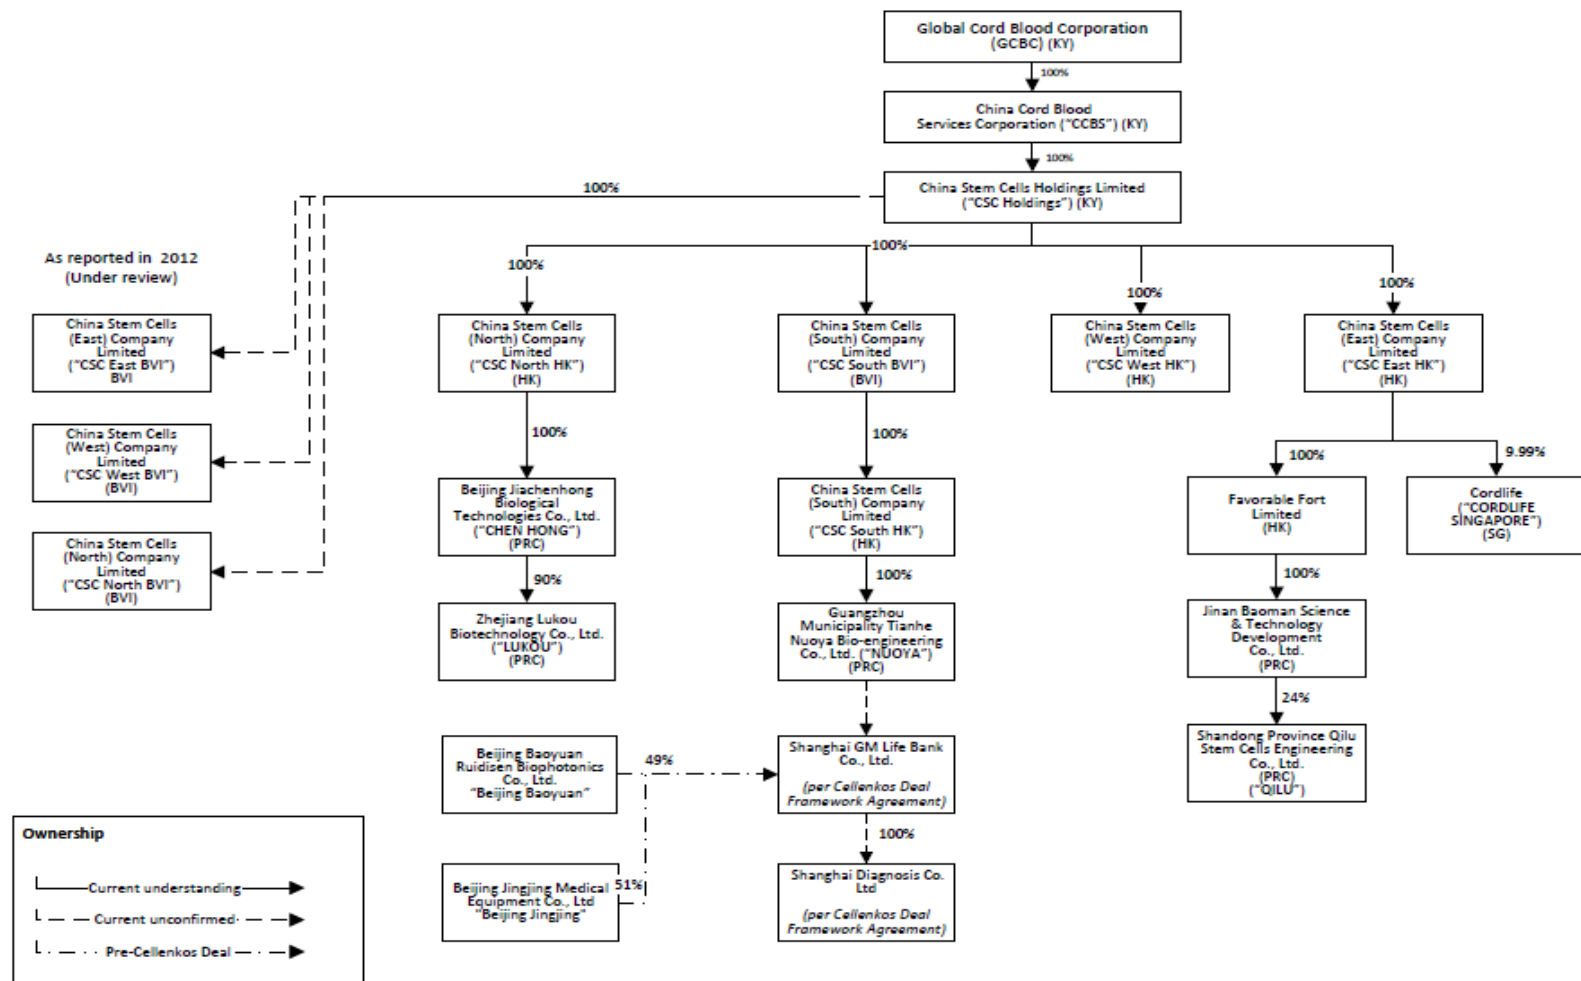 Global Cord Blood Corporation
(GCBC) (KY)
100%
China Cord Blood
Services Corporation ("CCBS") (KY)
100%
China Stem Cells Holdings Limited
("CSC Holdings") (KY)
100%
100%
As reported in 2012
(Under review)
100%
100%
100%
China Stem Cells
(East) Company
Limited
("CSC East BVI")
BVI
China Stem Cells
(North) Company
Limited
("CSC North HK")
(HK)
China Stem Cells
(South) Company
Limited
("CSC South BVI")
(BVI)
China Stem Cells
(West) Company
Limited
("CSC West HK")
(HK)
China Stem Cells
(East) Company
Limited
("CSC East HK")
(HK)
China Stem Cells
(West) Company
Limited
("CSC West BVI")
(BVI)
100%
100%
100%
9.99%
Beijing Jiachenhong
Biological
Technologies Co., Ltd.
("CHEN HONG")
(PRC)
China Stem Cells
(South) Company
Limited
("CSC South HK")
(HK)
Favorable Fort
Limited
(HK)
Cordlife
("CORDLIFE
SINGAPORE")
(SG)
China Stem Cells
(North) Company
Limited
("CSC North BVI")
(BVI)
90%
100%
100%
Zhejiang Lukou
Biotechnology Co., Ltd.
("LUKOU")
(PRC)
Guangzhou
Municipality Tianhe
Nuoya Bio-engineering
Co., Ltd. ("NUOYA")
(PRC)
Jinan Baoman Science
& Technology
Development
Co., Ltd.
(PRC)
24%
Beijing Baoyuan
Ruidisen Biophotonics
Co., Ltd.
"Beijing Baoyuan"
49%
Shanghai GM Life Bank
Co., Ltd.
(per Cellenkos Deal
Framework Agreement)
Shandong Province Qilu
Stem Cells Engineering
Co., Ltd.
(PRC)
("QILU")
100%
Beijing Jingjing Medical
Equipment Co., Ltd
"Beijing Jingjing"
51%
Shanghai Diagnosis Co.
Ltd
(per Cellenkos Deal
Framework Agreement)
Ownership
Current understanding
Current unconfirmed
Pre-Cellenkos Deal